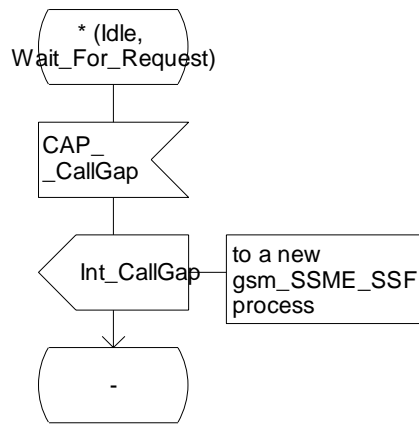 * (Idle,
Wait_For_Request)
CAP_
_CallGap
Int_CallGap
to a new
gsm_SSME_SSF
process
-